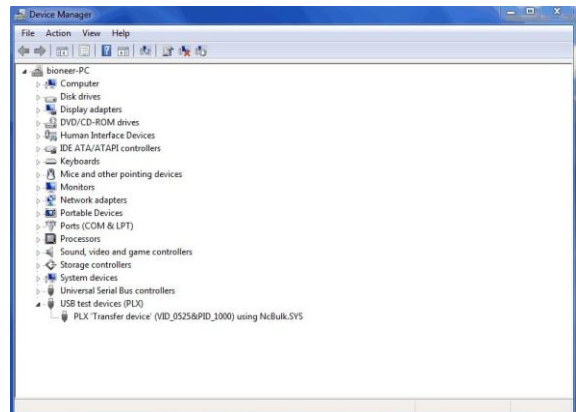 Device Manager
File Action View Help
bioneer-PC
Computer
Disk drives
Display adapters
DVD/CD-ROM drives
Human Interface Devices
IDE ATA/ATAPI controllers
Keyboards
Mice and other pointing devices
Monitors
Network adapters
Portable Devices
Ports (COM & LPT)
Processors
Sound, video and game controllers
Storage controllers
System devices
Universal Serial Bus controllers
USB test devices (PLX)
PLX 'Transfer device' (VID_0525&PID_1000) using NcBulk.SYS